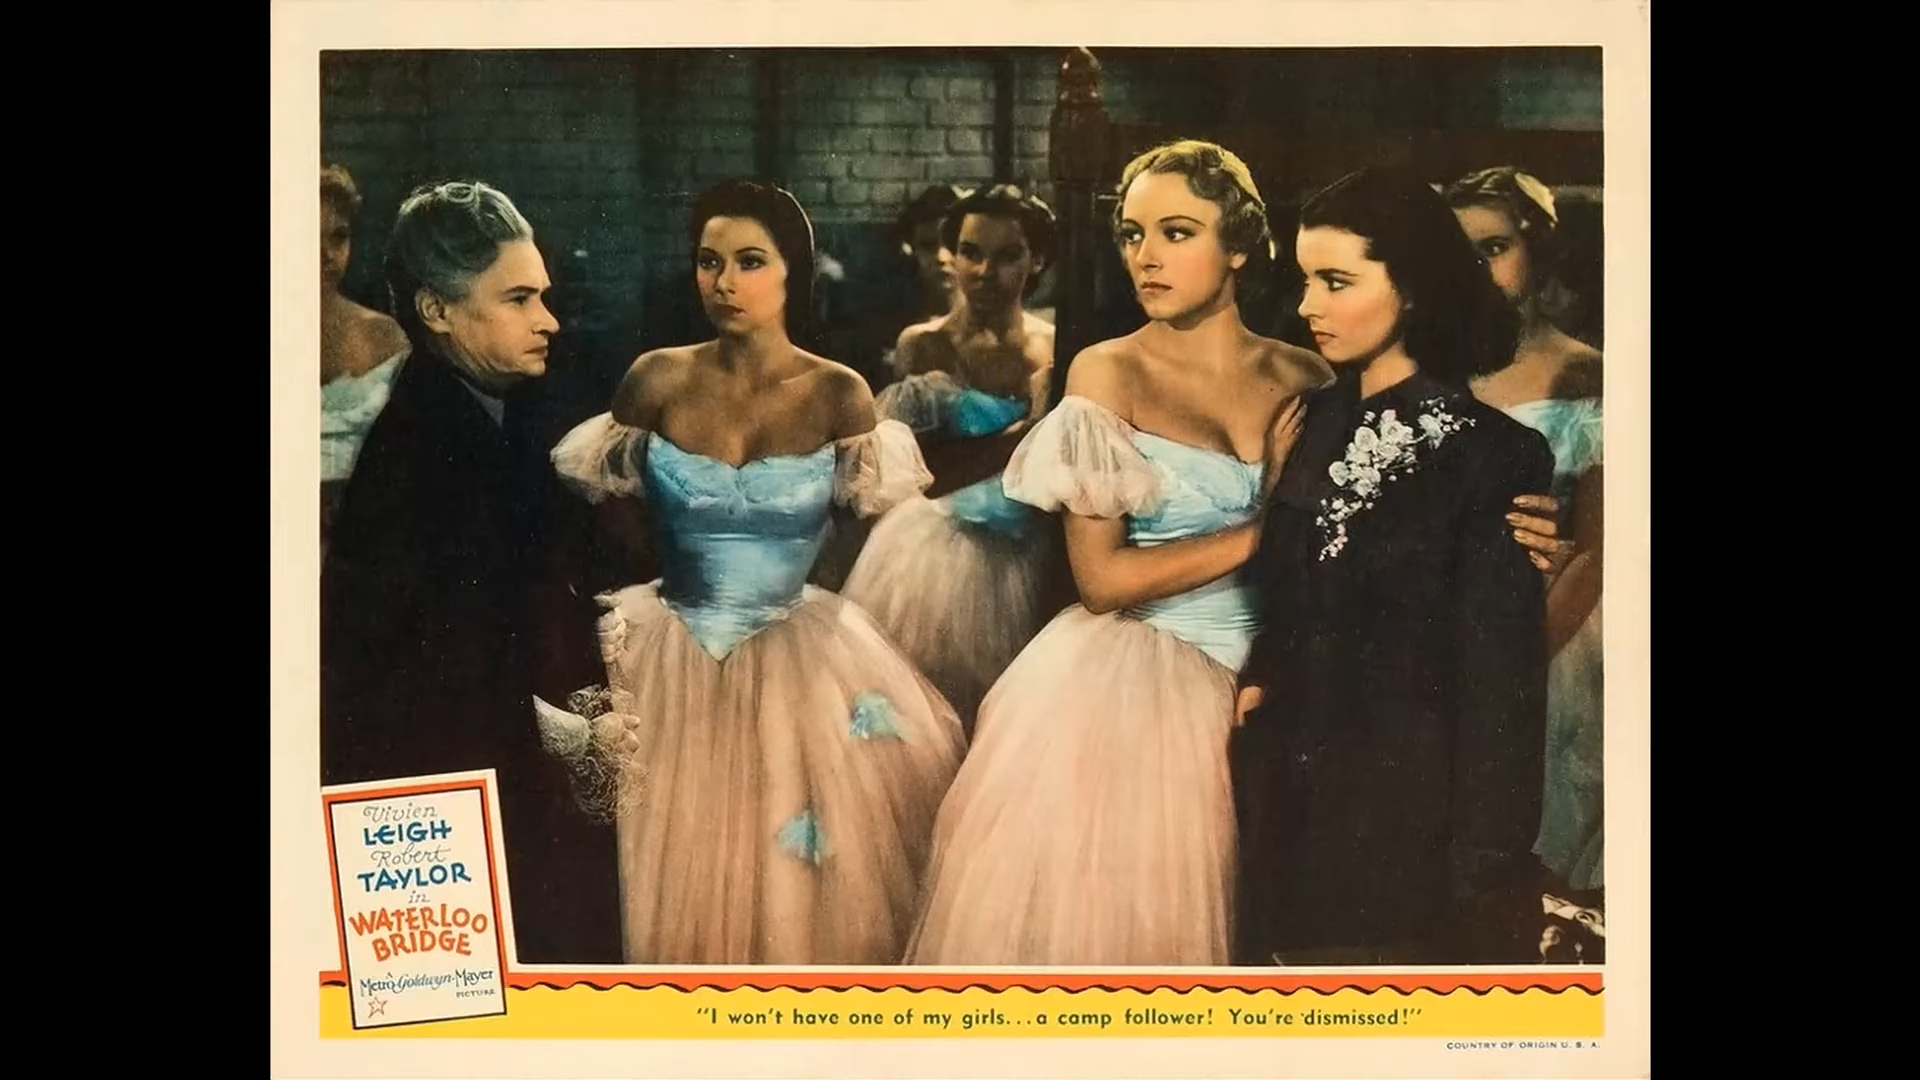 Vivien
LEIGH
Robert
TAYLOR
in
WATERLOO
BRIDGE
A
Metro-Goldwyn-Mayer
PICTURE
"I won't have one of my girls...a camp follower! You're dismissed!"
COUNTRY OF ORIGIN U. S. A.